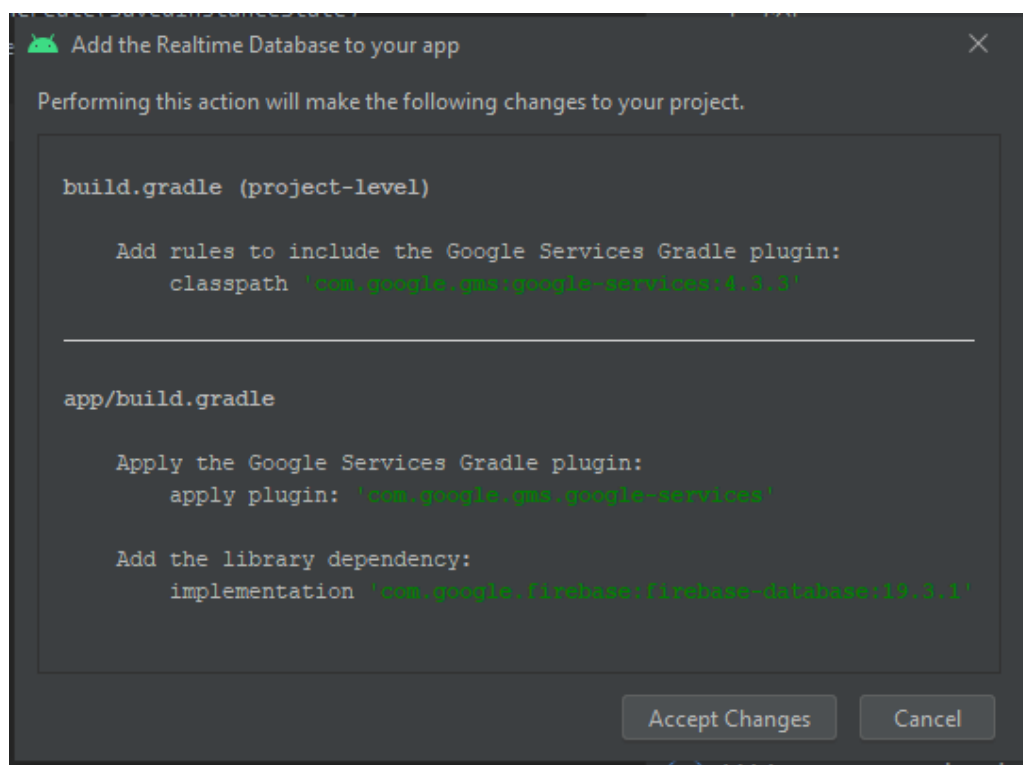 Add the Realtime Database to your app
Performing this action will make the following changes to your project.
build.gradle (project-level)
Add rules to include the Google Services Gradle plugin:
classpath 'com.google.gms:google-services:4.3.3'
app/build.gradle
Apply the Google Services Gradle plugin:
apply plugin: 'com.google.gms.google-services'
Add the library dependency:
implementation 'com.google.firebase:firebase-database:19.3.1'
Accept Changes
Cancel